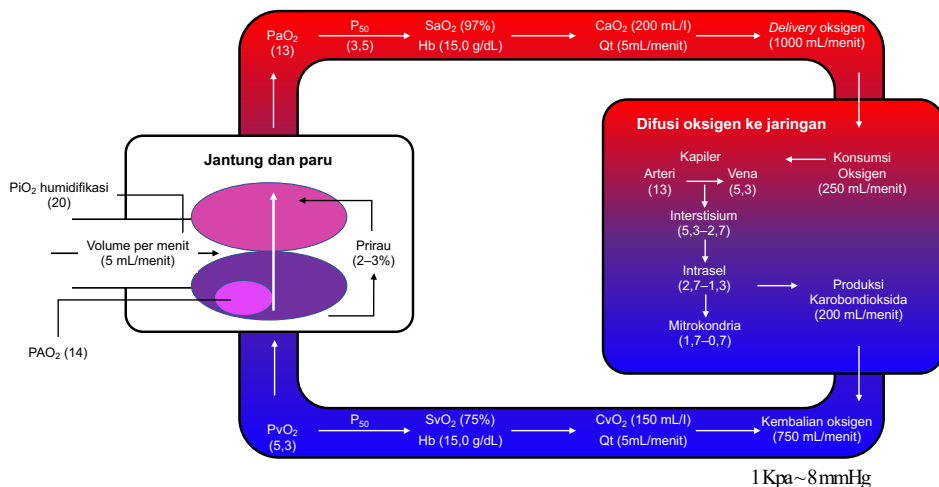 PaO2
(13)
P50
(3,5)
SaO2 (97%)
Hb (15,0 g/dL)
CaO2 (200 mL/l)
Qt (5mL/menit)
Delivery oksigen
(1000 mL/menit)
Jantung dan paru
PiO2 humidifikasi
(20)
Volume per menit
(5 mL/menit)
Prirau
(2–3%)
PAO2 (14)
Difusi oksigen ke jaringan
Kapiler
Arteri
(13)
Vena
(5,3)
Konsumsi
Oksigen
(250 mL/menit)
Interstisium
(5,3–2,7)
Intrasel
(2,7–1,3)
Produksi
Karobondioksida
(200 mL/menit)
Mitrokondria
(1,7–0,7)
PvO2
(5,3)
P50
SvO2 (75%)
Hb (15,0 g/dL)
CvO2 (150 mL/l)
Qt (5mL/menit)
Kembalian oksigen
(750 mL/menit)
1 Kpa ~ 8 mmHg